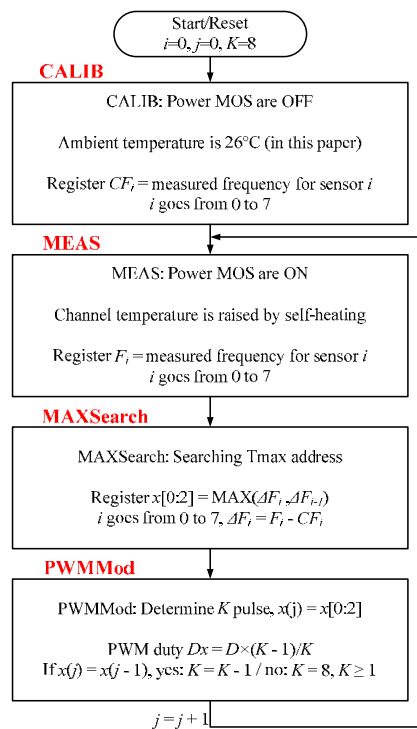 Start/Reset
i=0, j=0, K=8
CALIB
CALIB: Power MOS are OFF
Ambient temperature is 26°C (in this paper)
Register CFi = measured frequency for sensor i
i goes from 0 to 7
MEAS
MEAS: Power MOS are ON
Channel temperature is raised by self-heating
Register Fi = measured frequency for sensor i
i goes from 0 to 7
MAXSearch
MAXSearch: Searching Tmax address
Register x[0:2] = MAX(ΔFi ,ΔFi-1)
i goes from 0 to 7, ΔFi = Fi - CFi
PWMMod
PWMMod: Determine K pulse, x(j) = x[0:2]
PWM duty Dx = D×(K - 1)/K
If x(j) = x(j - 1), yes: K = K - 1 / no: K = 8, K ≥ 1
j = j + 1